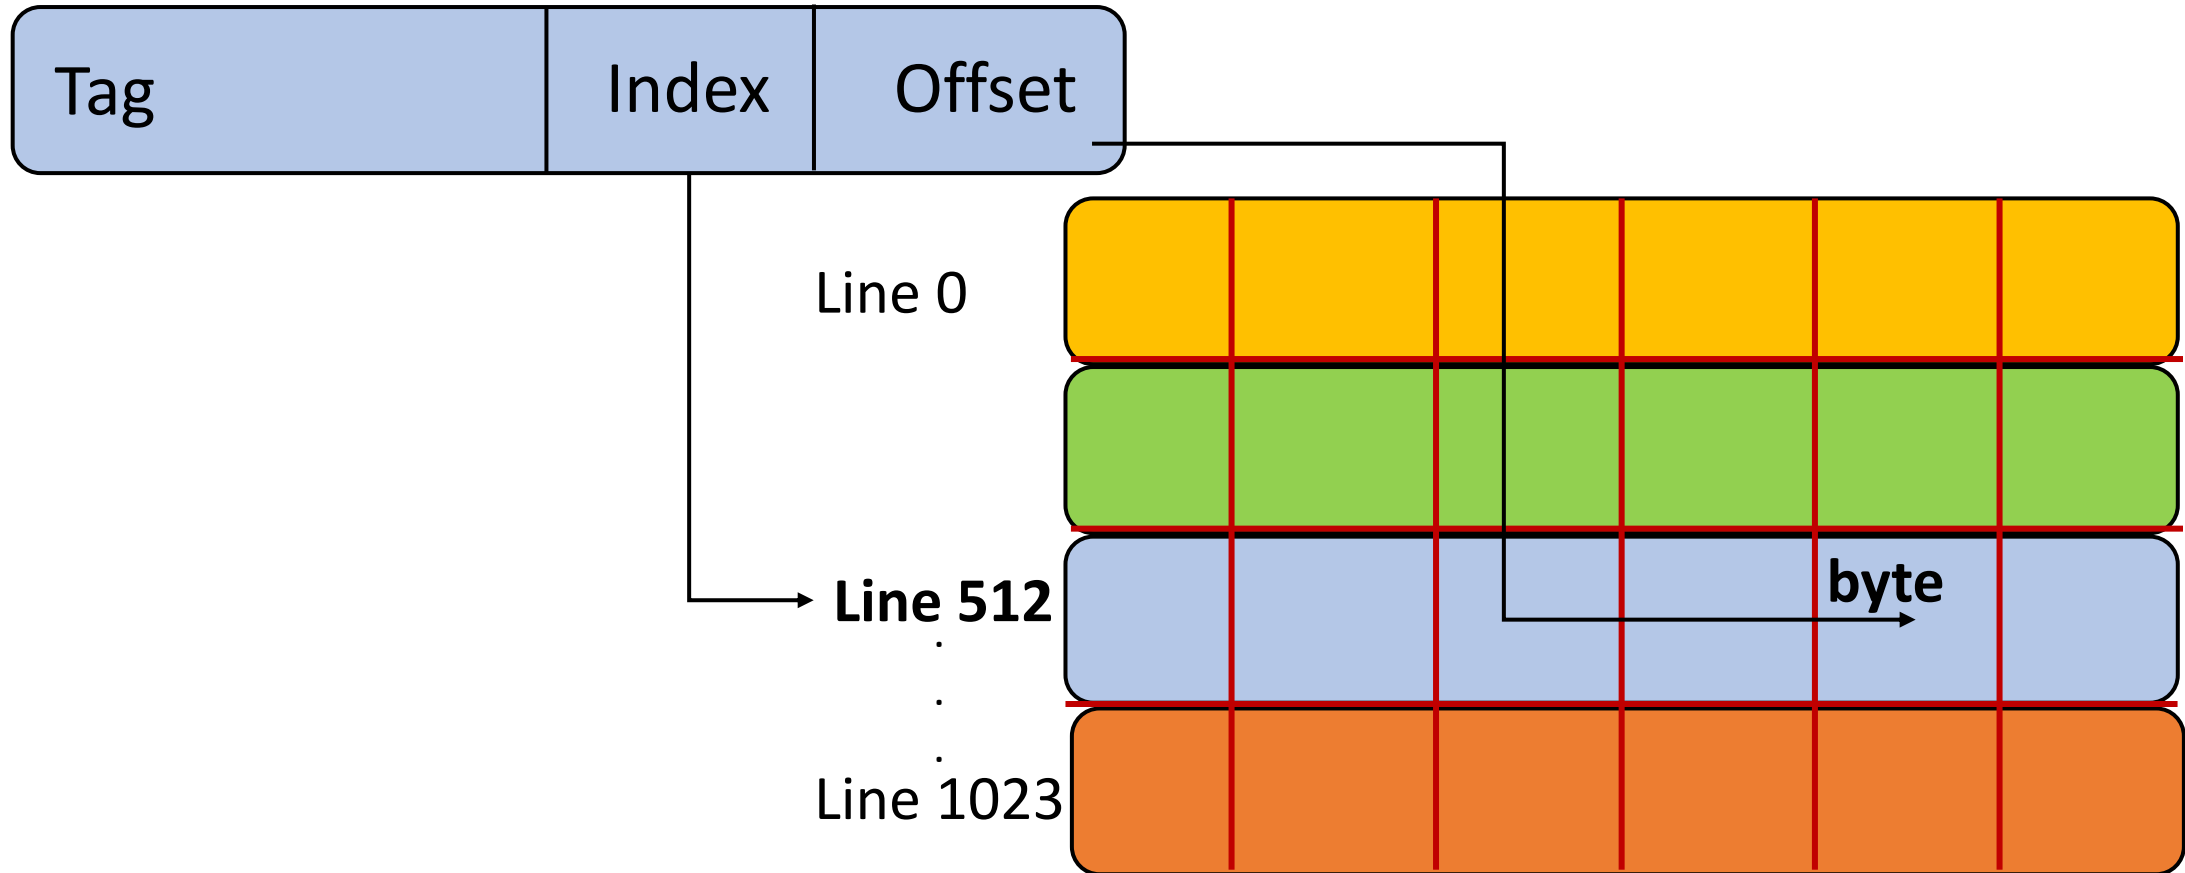 Tag Index Offset
Line 0
Line 512
byte
.
.
.
Line 1023